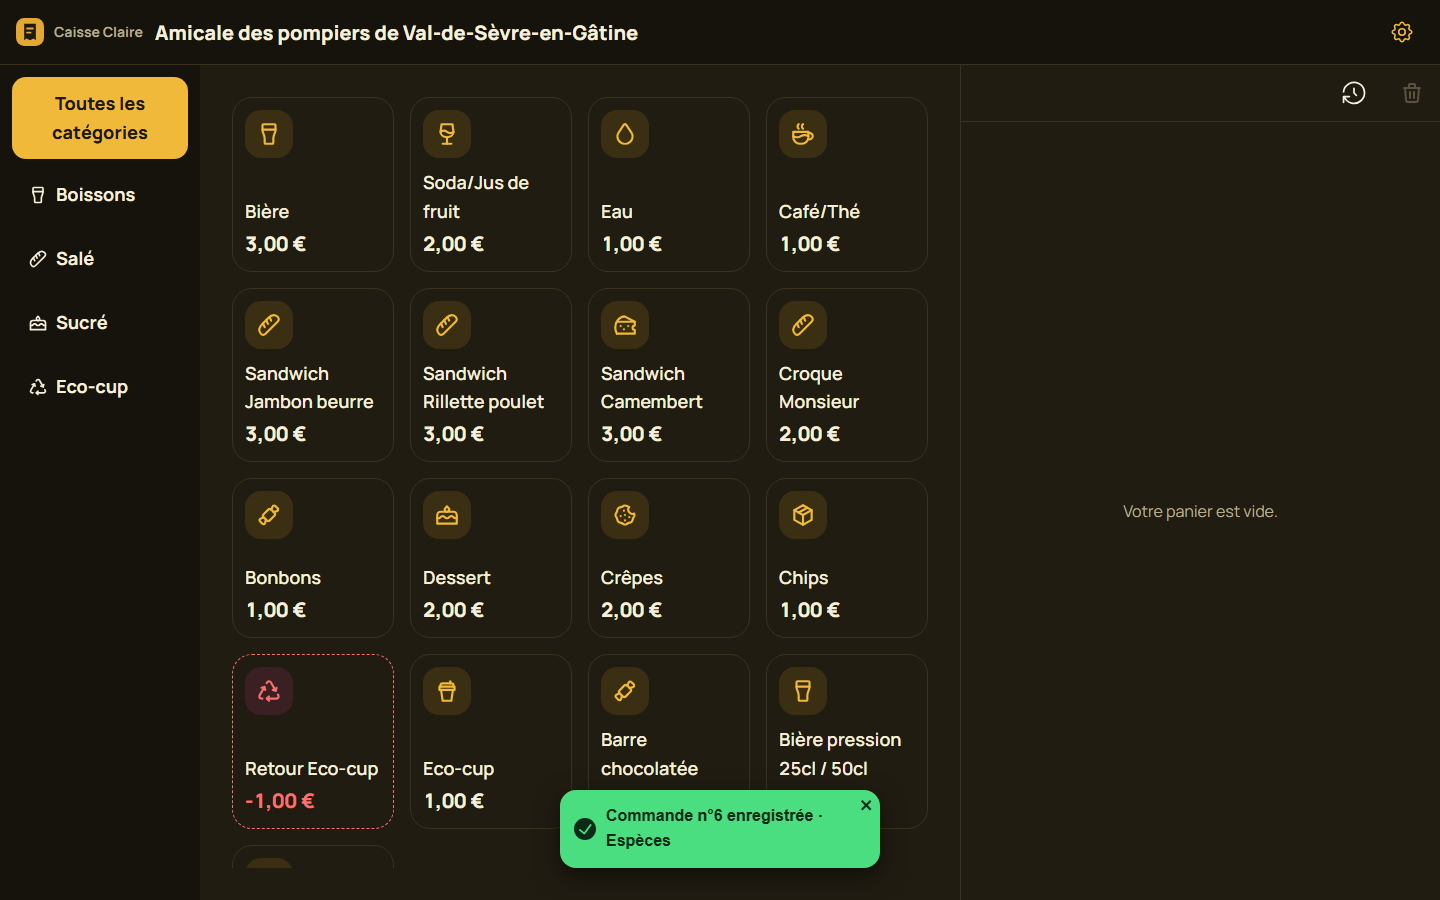 Caisse Claire
Amicale des pompiers de Val-de-Sèvre-en-Gâtine
Toutes les
catégories
Boissons
Salé
Sucré
Eco-cup
Bière
3,00 €
Soda/Jus de
fruit
2,00 €
Eau
1,00 €
Café/Thé
1,00 €
Sandwich
Jambon beurre
3,00 €
Sandwich
Rillette poulet
3,00 €
Sandwich
Camembert
3,00 €
Croque
Monsieur
2,00 €
Bonbons
1,00 €
Dessert
2,00 €
Crêpes
2,00 €
Chips
1,00 €
Retour Eco-cup
-1,00 €
Eco-cup
1,00 €
Barre
chocolatée
Bière pression
25cl / 50cl
Votre panier est vide.
Commande n°6 enregistrée ·
Espèces